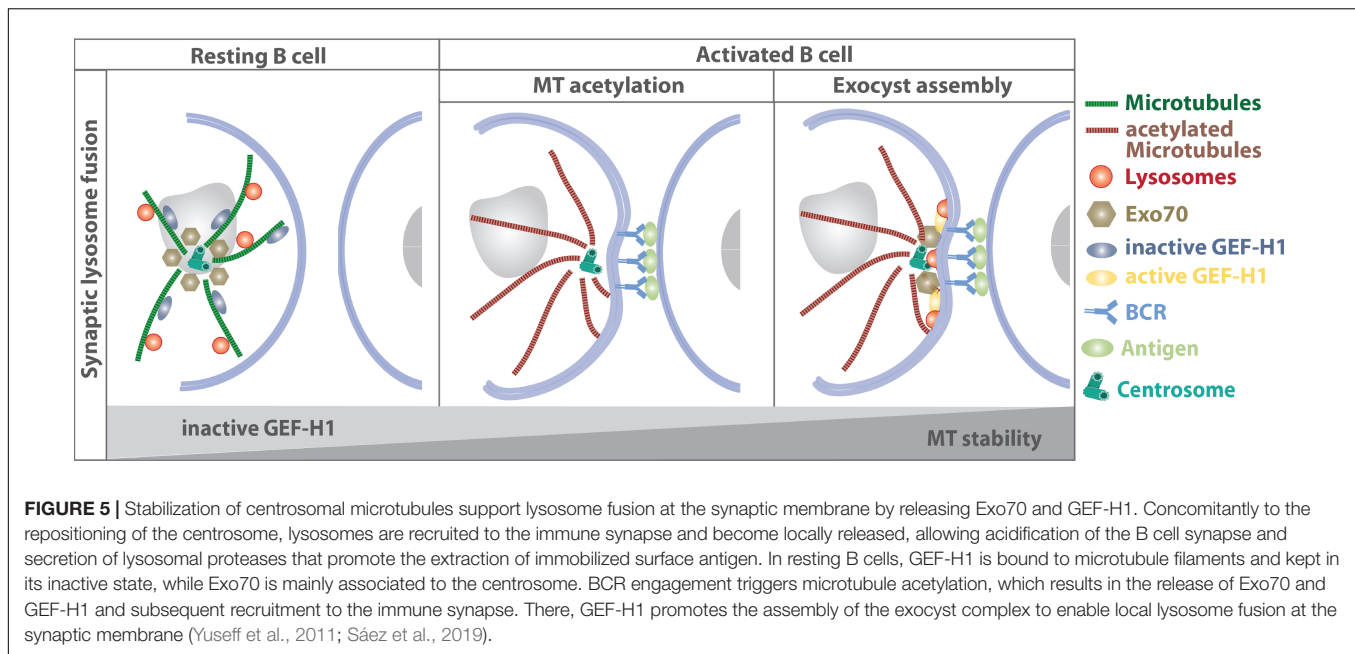 Resting B cell
Activated B cell
MT acetylation
Exocyst assembly
Synaptic lysosome fusion
Microtubules
acetylated
Microtubules
Lysosomes
Exo70
inactive GEF-H1
active GEF-H1
BCR
Antigen
Centrosome
inactive GEF-H1
MT stability
FIGURE 5 | Stabilization of centrosomal microtubules support lysosome fusion at the synaptic membrane by releasing Exo70 and GEF-H1. Concomitantly to the
repositioning of the centrosome, lysosomes are recruited to the immune synapse and become locally released, allowing acidification of the B cell synapse and
secretion of lysosomal proteases that promote the extraction of immobilized surface antigen. In resting B cells, GEF-H1 is bound to microtubule filaments and kept in
its inactive state, while Exo70 is mainly associated to the centrosome. BCR engagement triggers microtubule acetylation, which results in the release of Exo70 and
GEF-H1 and subsequent recruitment to the immune synapse. There, GEF-H1 promotes the assembly of the exocyst complex to enable local lysosome fusion at the
synaptic membrane (Yuseff et al., 2011; Sáez et al., 2019).